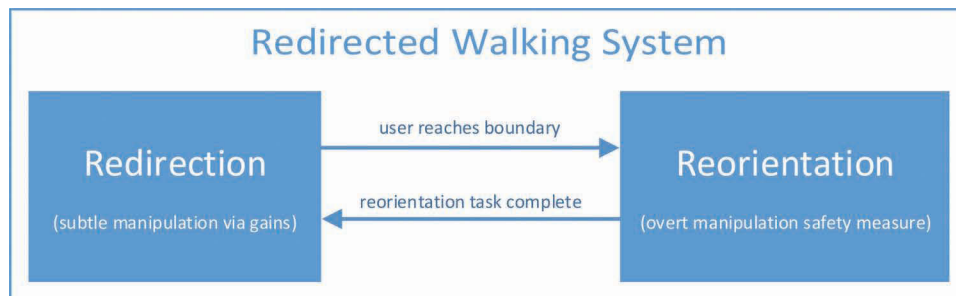 Redirected Walking System
Redirection
(subtle manipulation via gains)
user reaches boundary
reorientation task complete
Reorientation
(overt manipulation safety measure)